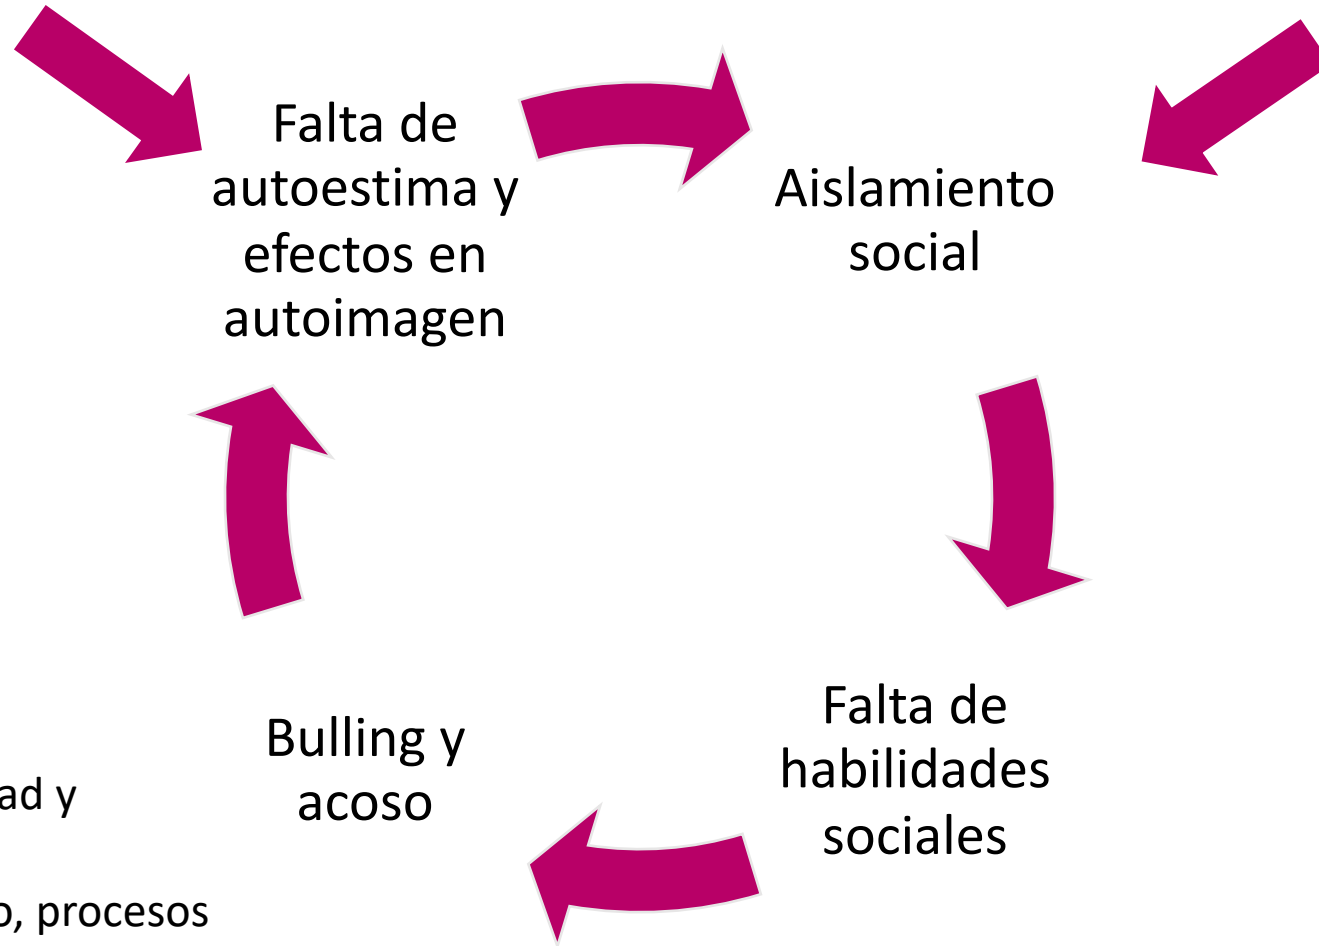 Falta de
autoestima y
efectos en
autoimagen
Aislamiento
social
Falta de
habilidades
sociales
Bulling y
acoso
ad y
o, procesos